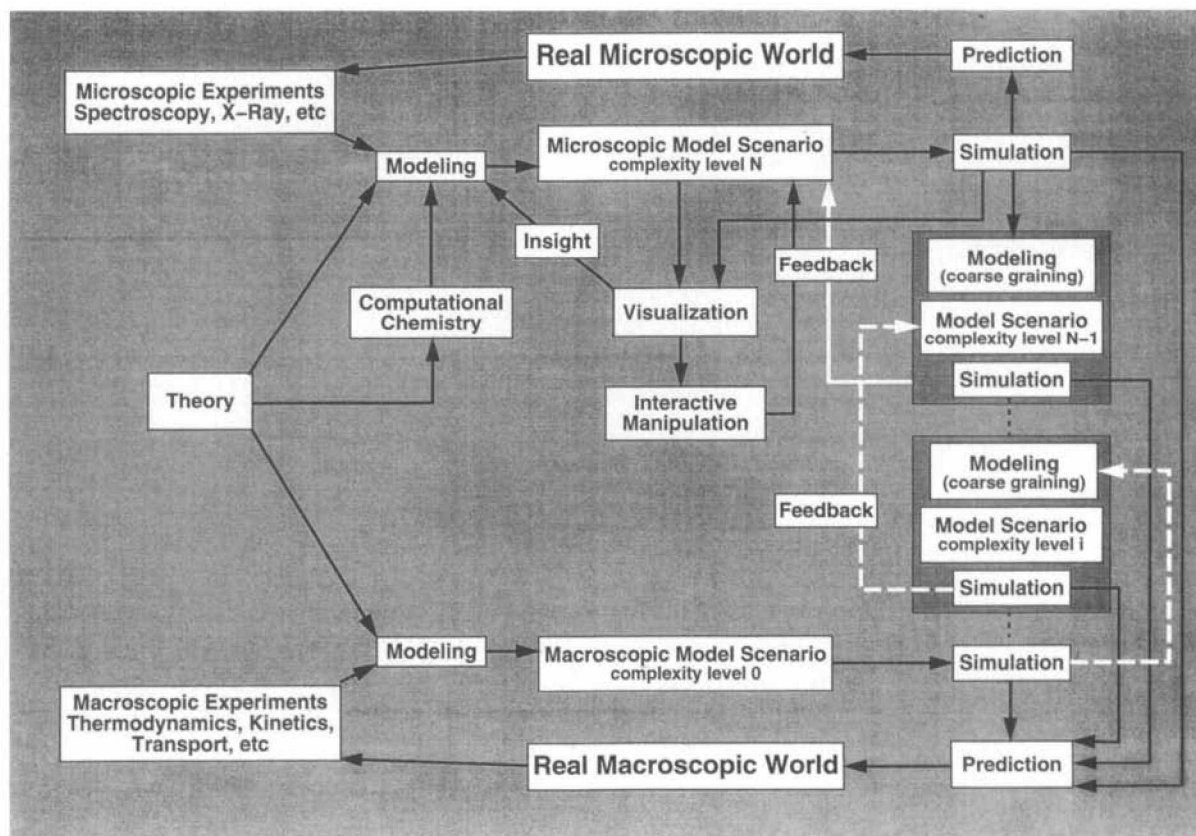 Real Microscopic World
Prediction
Microscopic Experiments
Spectroscopy, X-Ray, etc
Modeling
Microscopic Model Scenario
complexity level N
Simulation
Insight
Feedback
Modeling
(coarse graining)
Computational
Chemistry
Visualization
Model Scenario
complexity level N-1
Theory
Interactive
Manipulation
Simulation
Modeling
(coarse graining)
Feedback
Model Scenario
complexity level i
Simulation
Modeling
Macroscopic Model Scenario
complexity level 0
Simulation
Macroscopic Experiments
Thermodynamics, Kinetics,
Transport, etc
Real Macroscopic World
Prediction